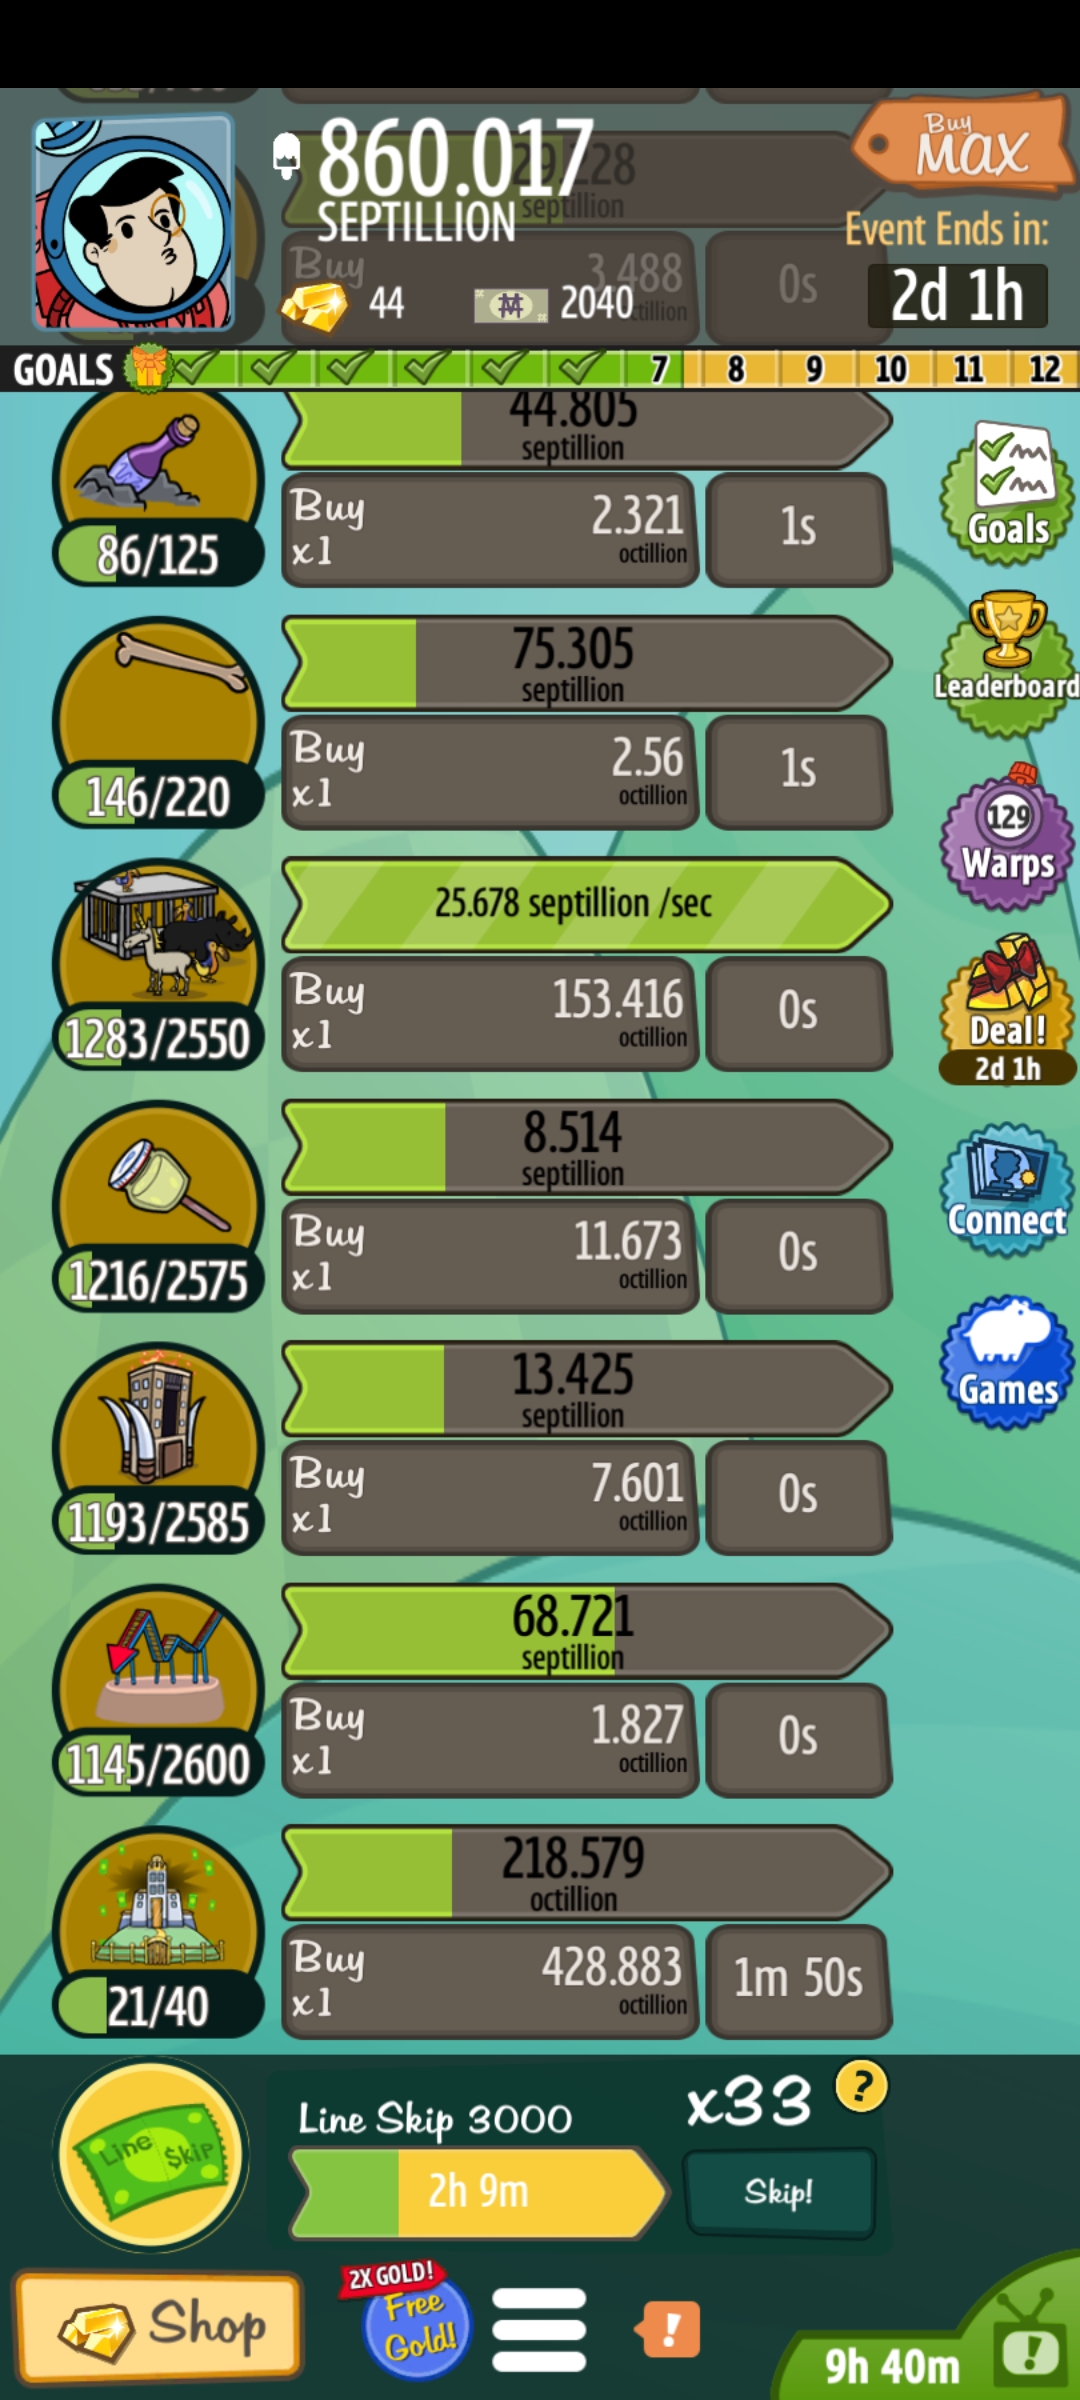 860.017
SEPTILLION
Buy
MAX
29.228
septillion
Event Ends in:
Buy
3.488
0s
2d 1h
44
2040
GOALS
7
8
9
10
11
12
44.805
septillion
86/125
Buy
x1
2.321
octillion
1s
Goals
75.305
septillion
146/220
Buy
x1
2.56
octillion
1s
Leaderboard
129
Warps
25.678 septillion /sec
1283/2550
Buy
x1
153.416
octillion
0s
Deal!
2d 1h
8.514
septillion
1216/2575
Buy
x1
11.673
octillion
0s
Connect
13.425
septillion
1193/2585
Buy
x1
7.601
octillion
0s
Games
68.721
septillion
1145/2600
Buy
x1
1.827
octillion
0s
218.579
octillion
21/40
Buy
x1
428.883
octillion
1m 50s
Line $kip
Line Skip 3000
x33
?
2h 9m
Skip!
Shop
2X GOLD!
Free
Gold!
!
9h 40m
!